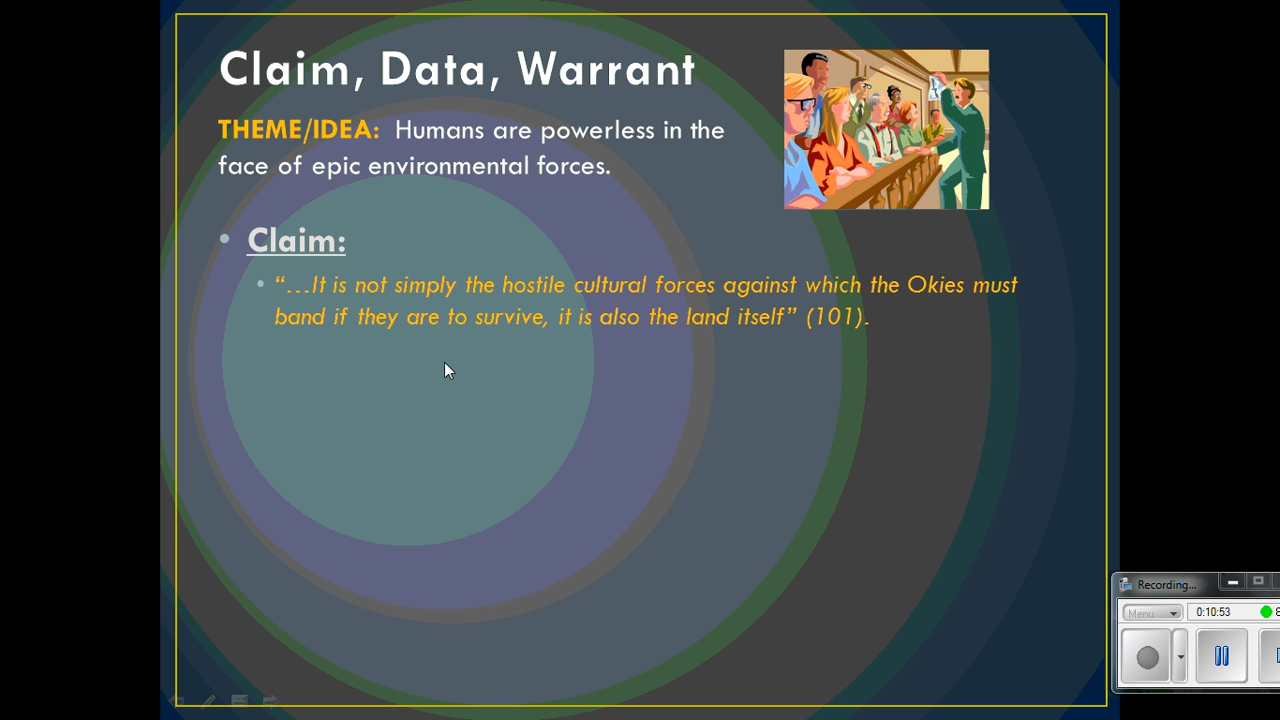 Claim, Data, Warrant
THEME/IDEA: Humans are powerless in the
face of epic environmental forces.
• Claim:
• “…It is not simply the hostile cultural forces against which the Okies must
band if they are to survive, it is also the land itself” (101).
Recording...
Menu
0:10:53
8